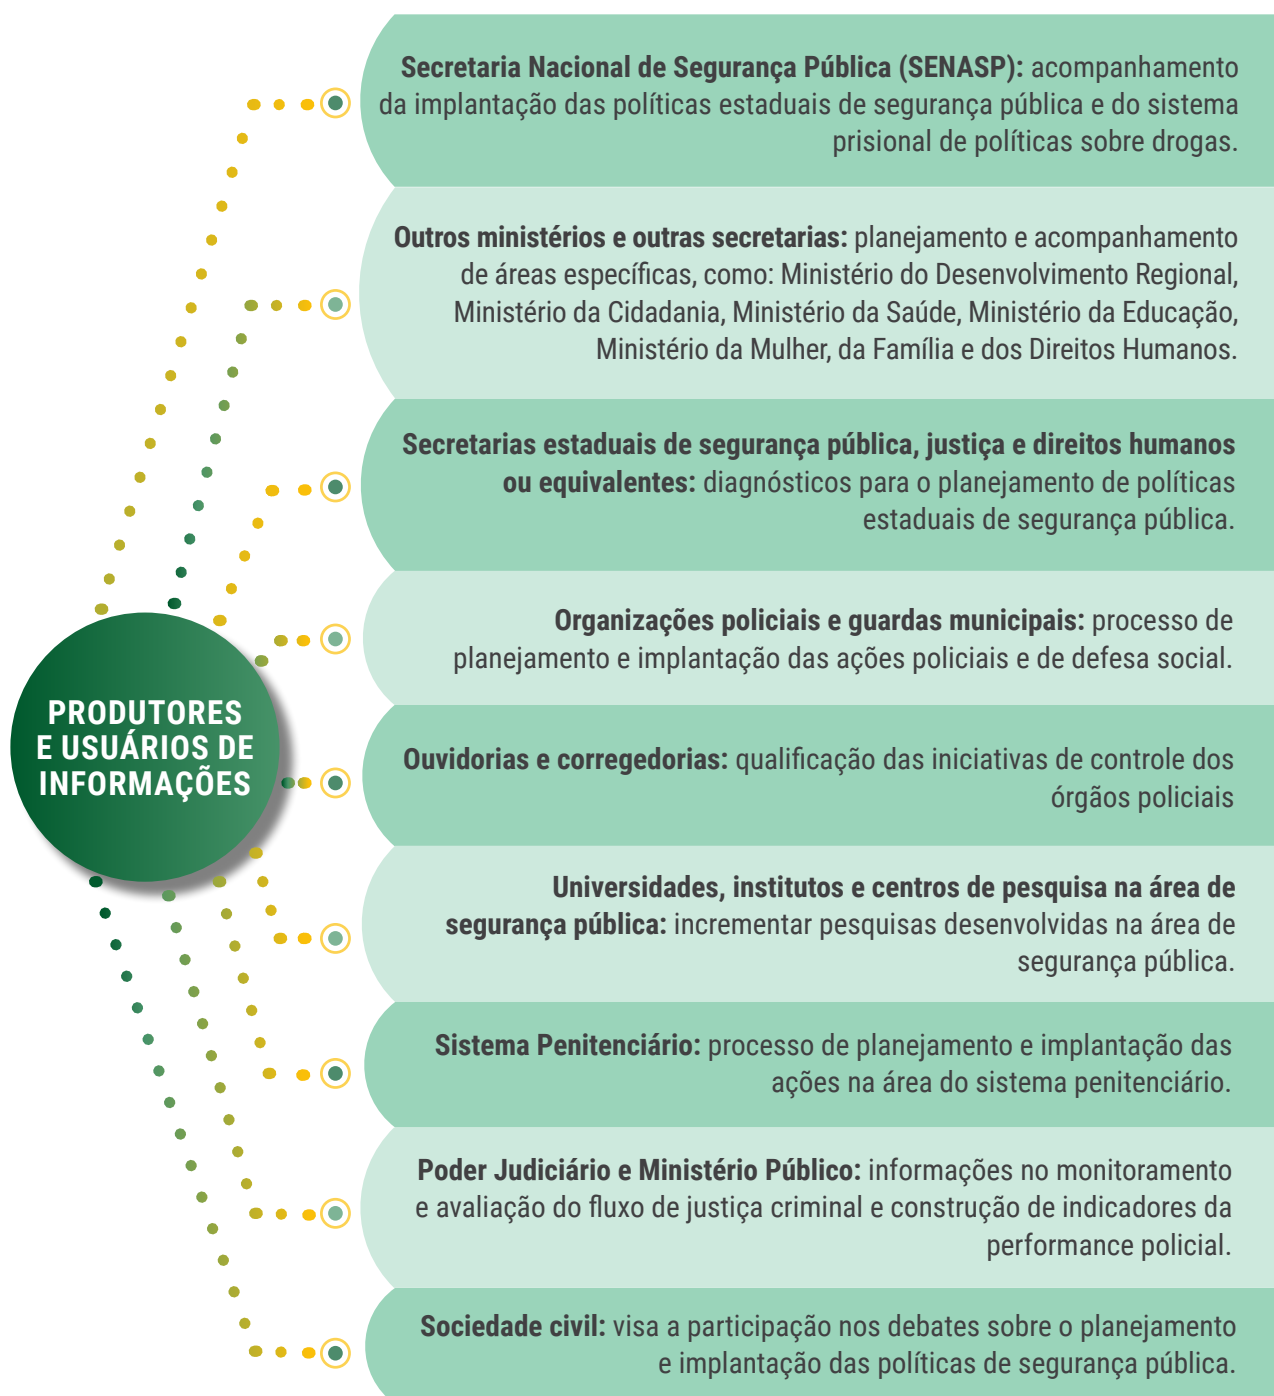 Secretaria Nacional de Segurança Pública (SENASP): acompanhamento
da implantação das políticas estaduais de segurança pública e do sistema
prisional de políticas sobre drogas.
Outros ministérios e outras secretarias: planejamento e acompanhamento
de áreas específicas, como: Ministério do Desenvolvimento Regional,
Ministério da Cidadania, Ministério da Saúde, Ministério da Educação,
Ministério da Mulher, da Família e dos Direitos Humanos.
Secretarias estaduais de segurança pública, justiça e direitos humanos
ou equivalentes: diagnósticos para o planejamento de políticas
estaduais de segurança pública.
Organizações policiais e guardas municipais: processo de
planejamento e implantação das ações policiais e de defesa social.
PRODUTORES
E USUÁRIOS DE
INFORMAÇÕES
Ouvidorias e corregedorias: qualificação das iniciativas de controle dos
órgãos policiais
Universidades, institutos e centros de pesquisa na área de
segurança pública: incrementar pesquisas desenvolvidas na área de
segurança pública.
Sistema Penitenciário: processo de planejamento e implantação das
ações na área do sistema penitenciário.
Poder Judiciário e Ministério Público: informações no monitoramento
e avaliação do fluxo de justiça criminal e construção de indicadores da
performance policial.
Sociedade civil: visa a participação nos debates sobre o planejamento
e implantação das políticas de segurança pública.